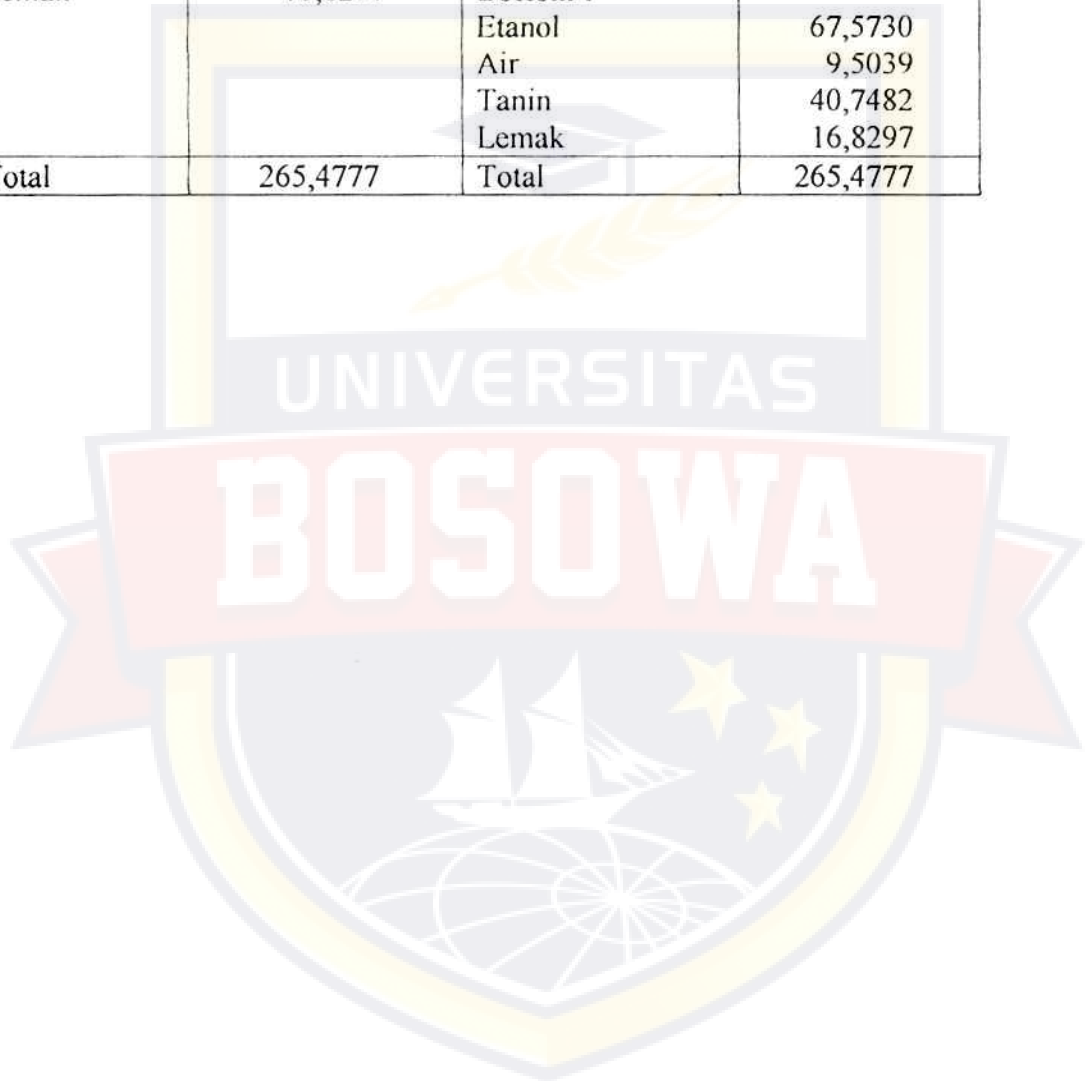 Etanol 67,5730
Air 9,5039
Tanin 40,7482
Lemak 16,8297
265,4777 Total 265,4777
UNIVERSITAS
BOSOWA